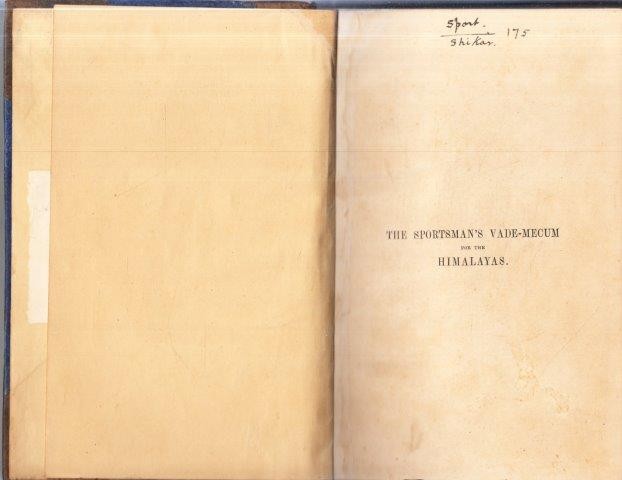 Sport.
Shikar. 175
THE SPORTSMAN'S VADE-MECUM
FOR THE
HIMALAYAS.